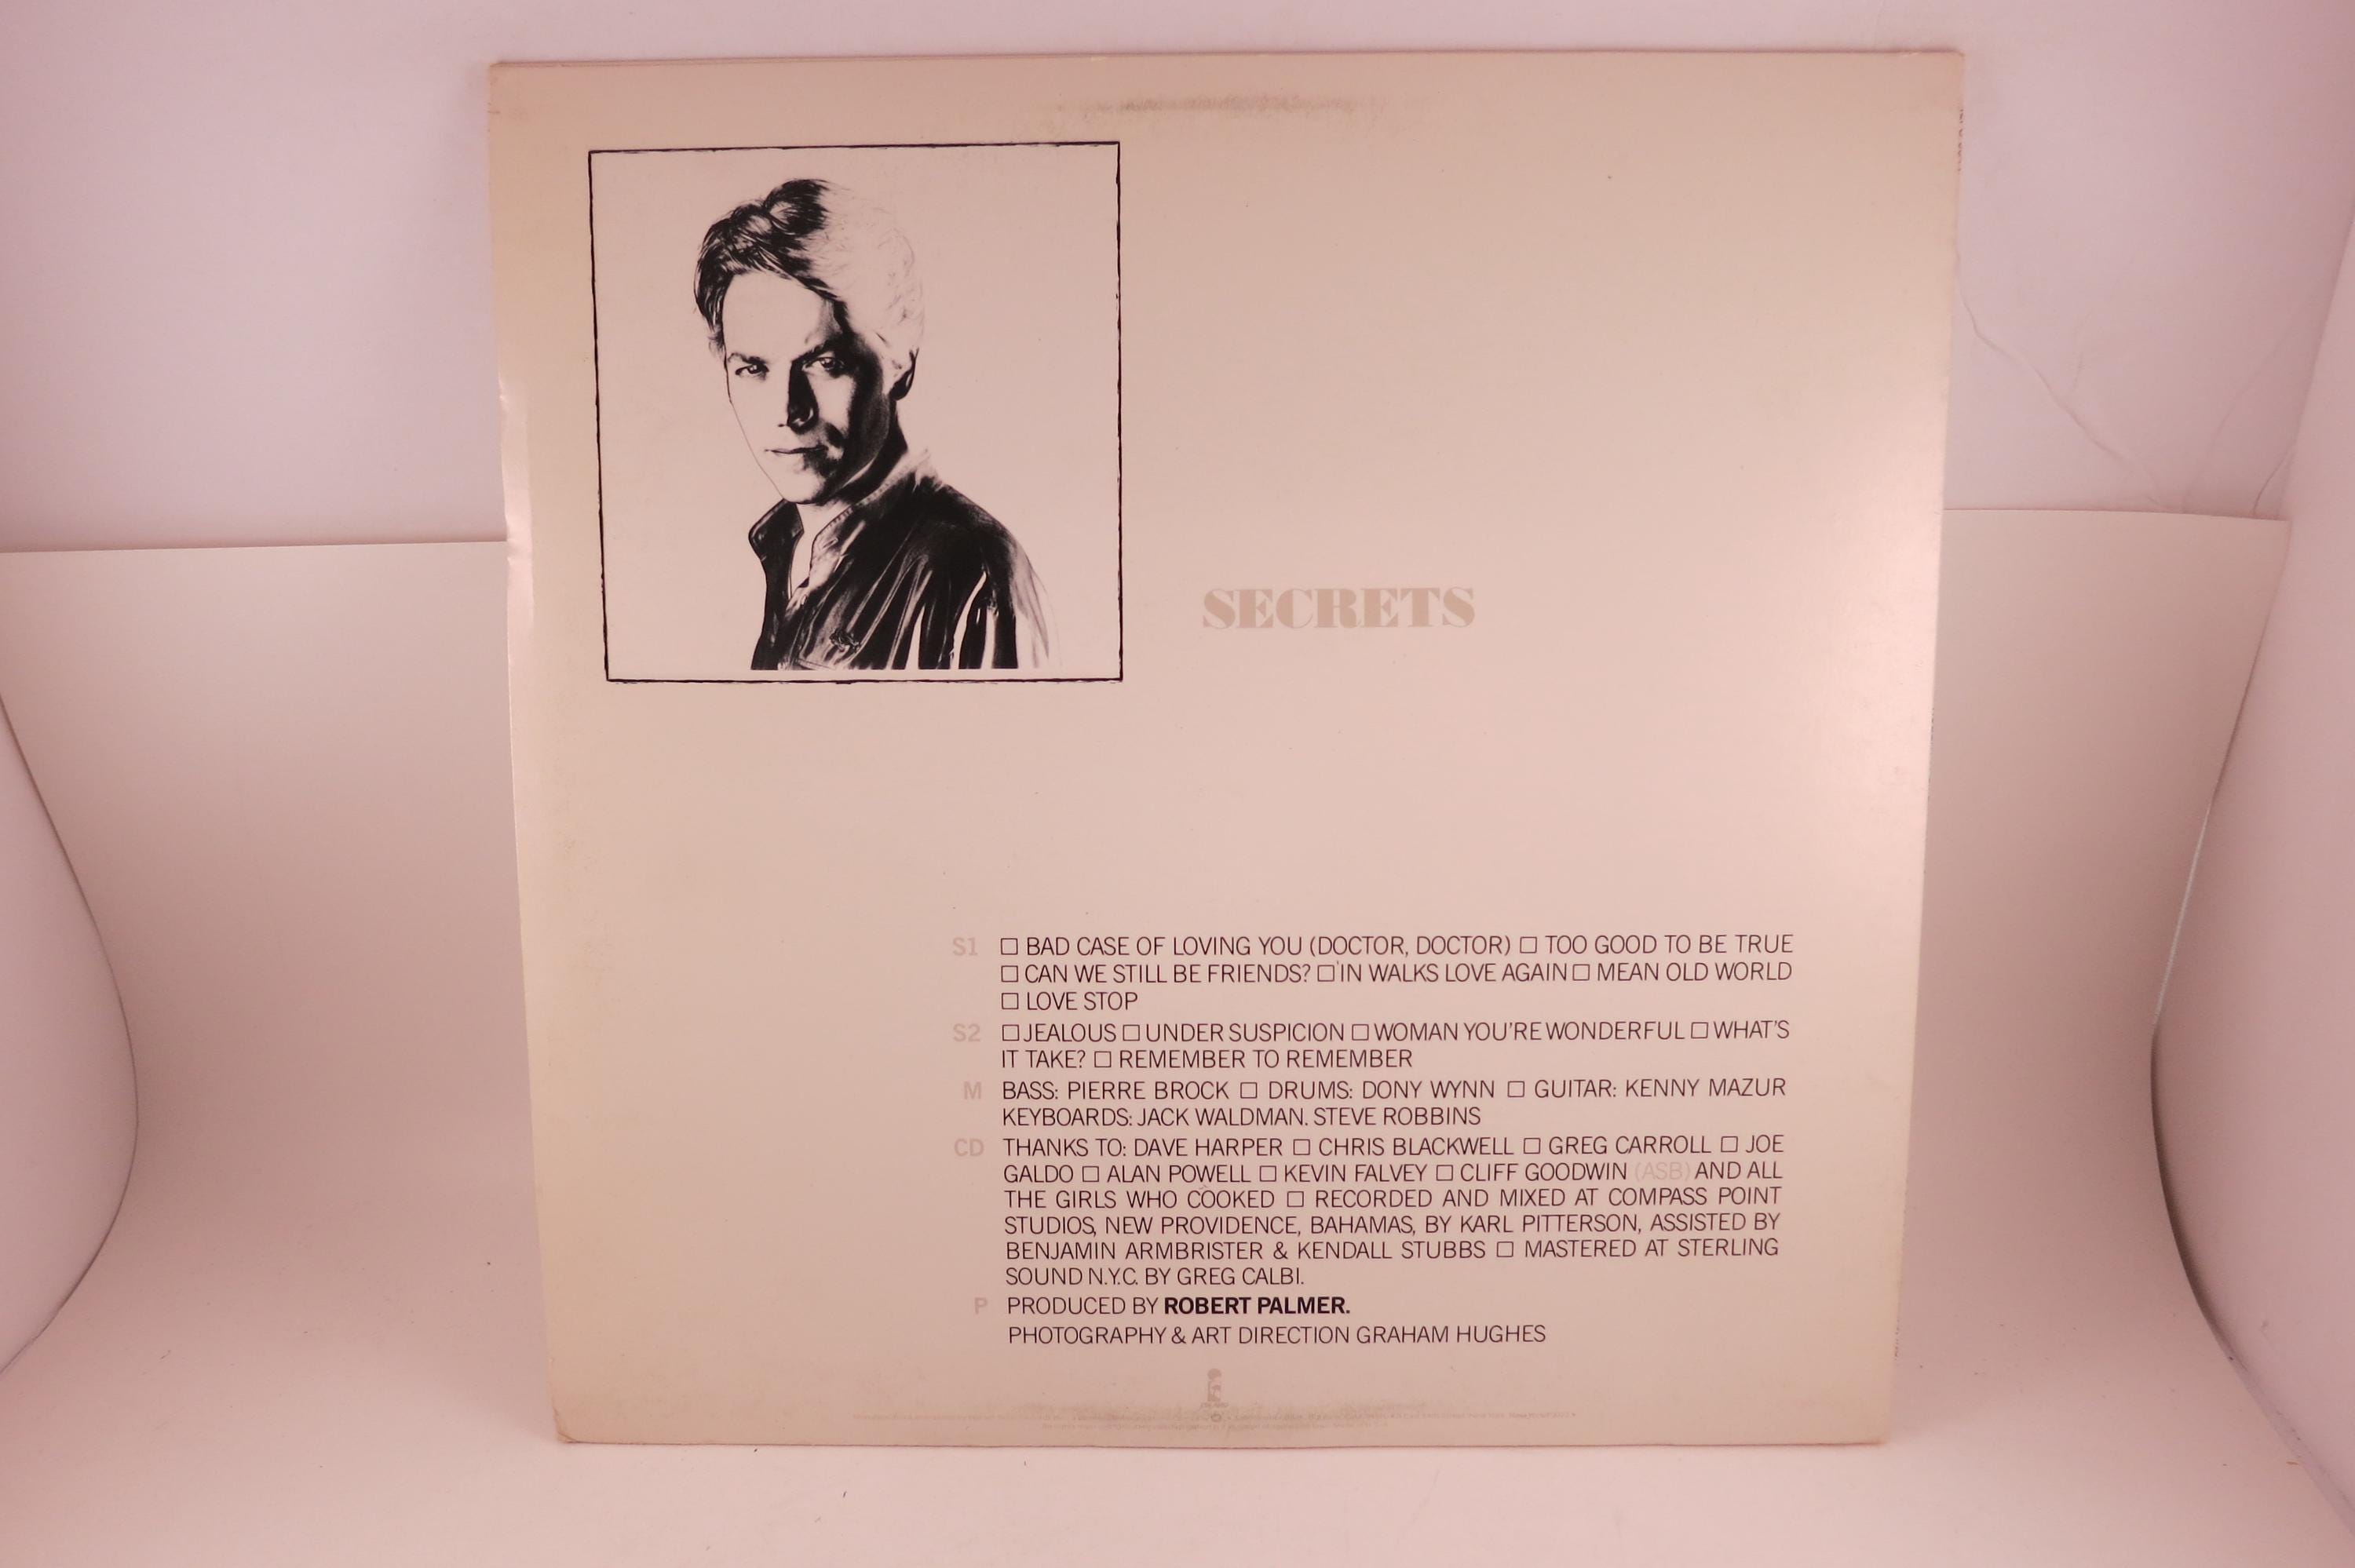 SECRETS
S1 □ BAD CASE OF LOVING YOU (DOCTOR, DOCTOR) □ TOO GOOD TO BE TRUE
□ CAN WE STILL BE FRIENDS? □ IN WALKS LOVE AGAIN □ MEAN OLD WORLD
□ LOVE STOP
S2 □ JEALOUS □ UNDER SUSPICION □ WOMAN YOU'RE WONDERFUL □ WHAT'S
IT TAKE? □ REMEMBER TO REMEMBER
M BASS: PIERRE BROCK □ DRUMS: DONY WYNN □ GUITAR: KENNY MAZUR
KEYBOARDS: JACK WALDMAN. STEVE ROBBINS
CD THANKS TO: DAVE HARPER □ CHRIS BLACKWELL □ GREG CARROLL □ JOE
GALDO □ ALAN POWELL □ KEVIN FALVEY □ CLIFF GOODWIN (ASB) AND ALL
THE GIRLS WHO COOKED □ RECORDED AND MIXED AT COMPASS POINT
STUDIOS, NEW PROVIDENCE, BAHAMAS, BY KARL PITTERSON, ASSISTED BY
BENJAMIN ARMBRISTER & KENDALL STUBBS □ MASTERED AT STERLING
SOUND N.Y.C. BY GREG CALBI.
P PRODUCED BY ROBERT PALMER.
PHOTOGRAPHY & ART DIRECTION GRAHAM HUGHES